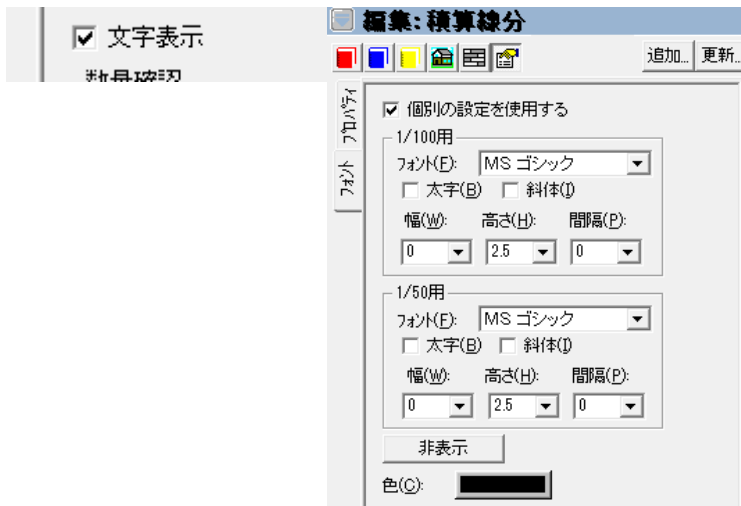 文字表示
数量確認
編集:積算線分
追加... 更新...
プロパティ
フォント
個別の設定を使用する
1/100用
フォント(F): MS ゴシック
太字(B) 斜体(I)
幅(W): 高さ(H): 間隔(P):
0 2.5 0
1/50用
フォント(F): MS ゴシック
太字(B) 斜体(I)
幅(W): 高さ(H): 間隔(P):
0 2.5 0
非表示
色(C):